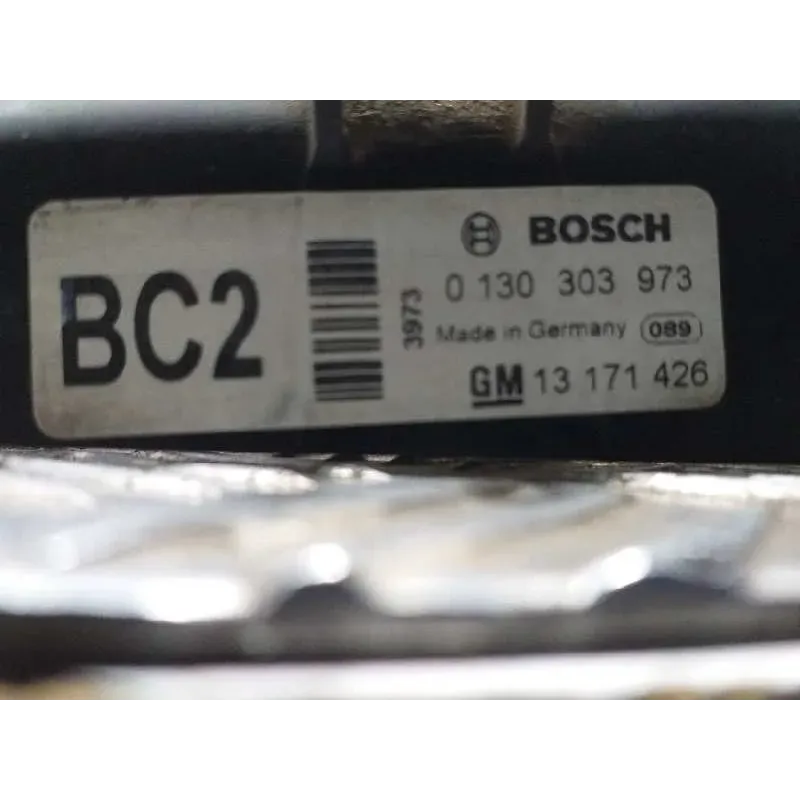 BC2
3973
BOSCH
0 130 303 973
Made in Germany 089
GM 13 171 426